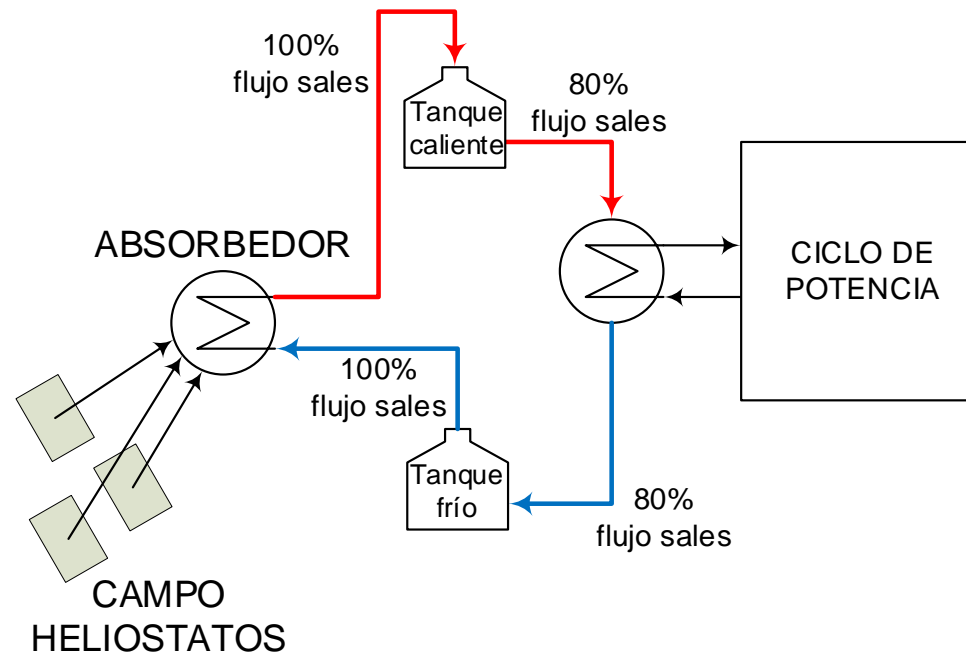 100%
flujo sales
Tanque
caliente
80%
flujo sales
ABSORBEDOR
CICLO DE
POTENCIA
100%
flujo sales
Tanque
frío
80%
flujo sales
CAMPO
HELIOSTATOS